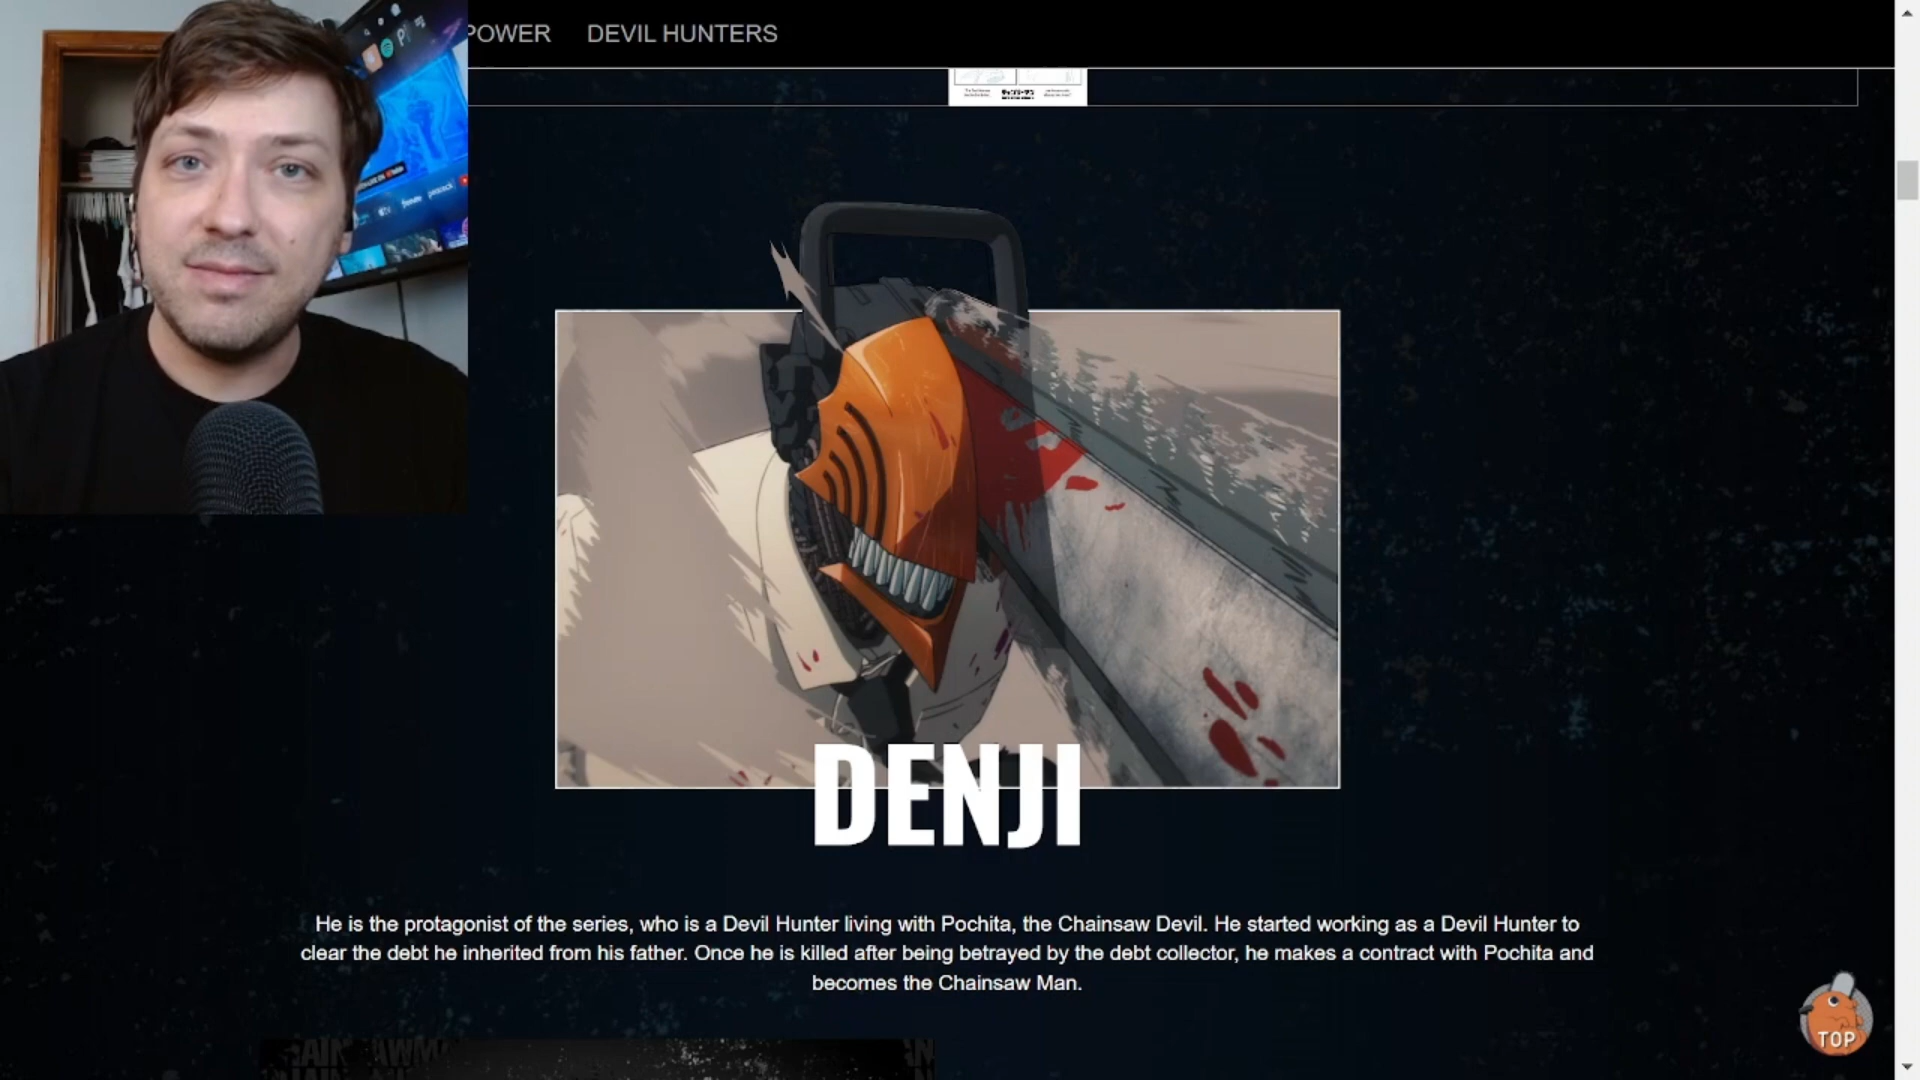 POWER DEVIL HUNTERS
DENJI
He is the protagonist of the series, who is a Devil Hunter living with Pochita, the Chainsaw Devil. He started working as a Devil Hunter to
clear the debt he inherited from his father. Once he is killed after being betrayed by the debt collector, he makes a contract with Pochita and
becomes the Chainsaw Man.
TOP